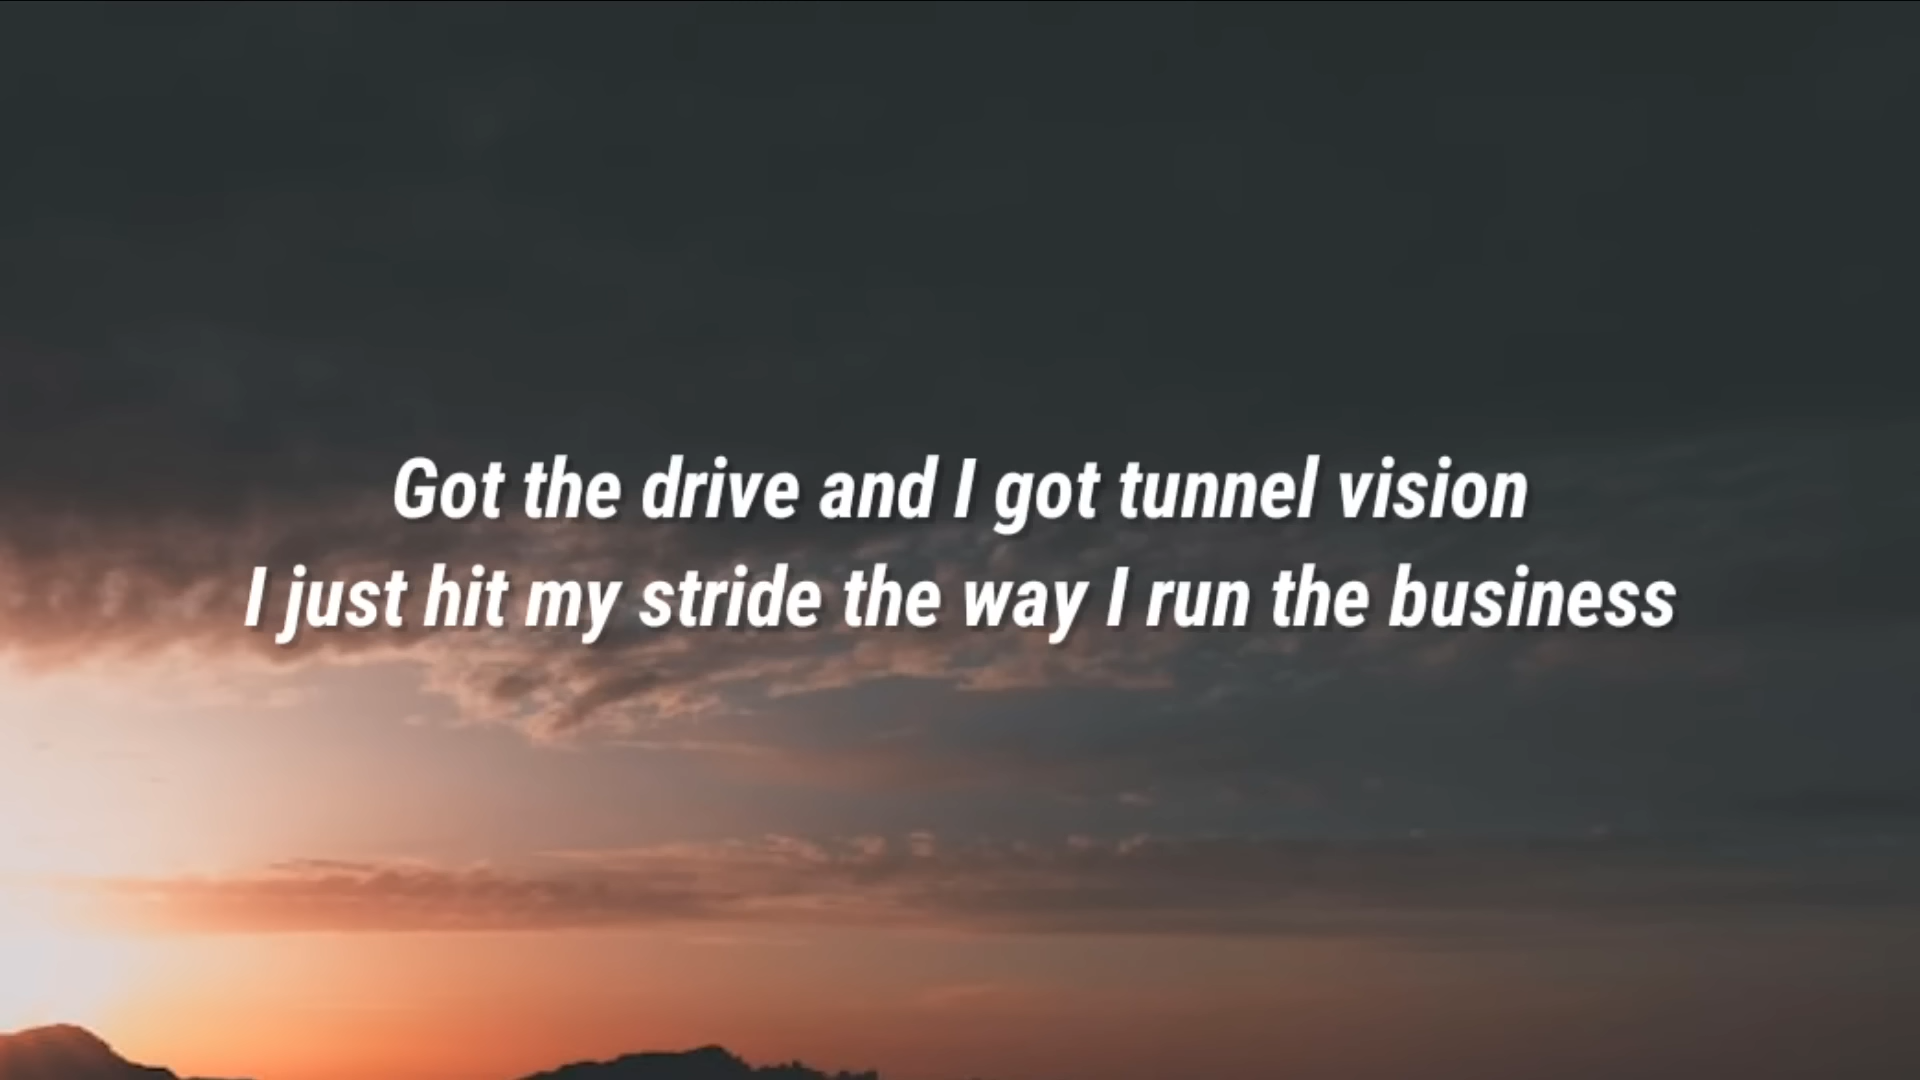 Got the drive and I got tunnel vision
I just hit my stride the way I run the business